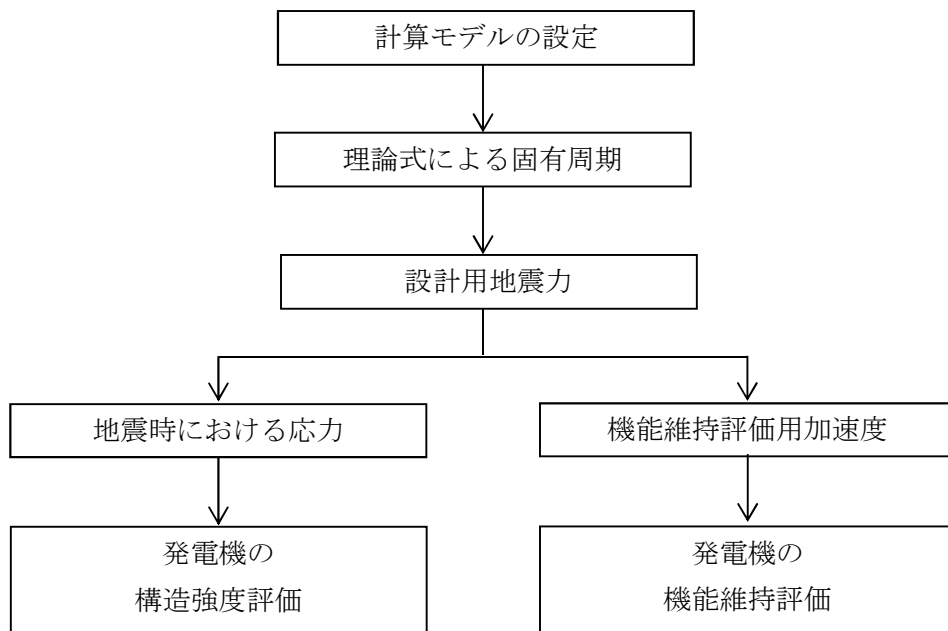 計算モデルの設定
理論式による固有周期
設計用地震力
地震時における応力
機能維持評価用加速度
発電機の
構造強度評価
発電機の
機能維持評価